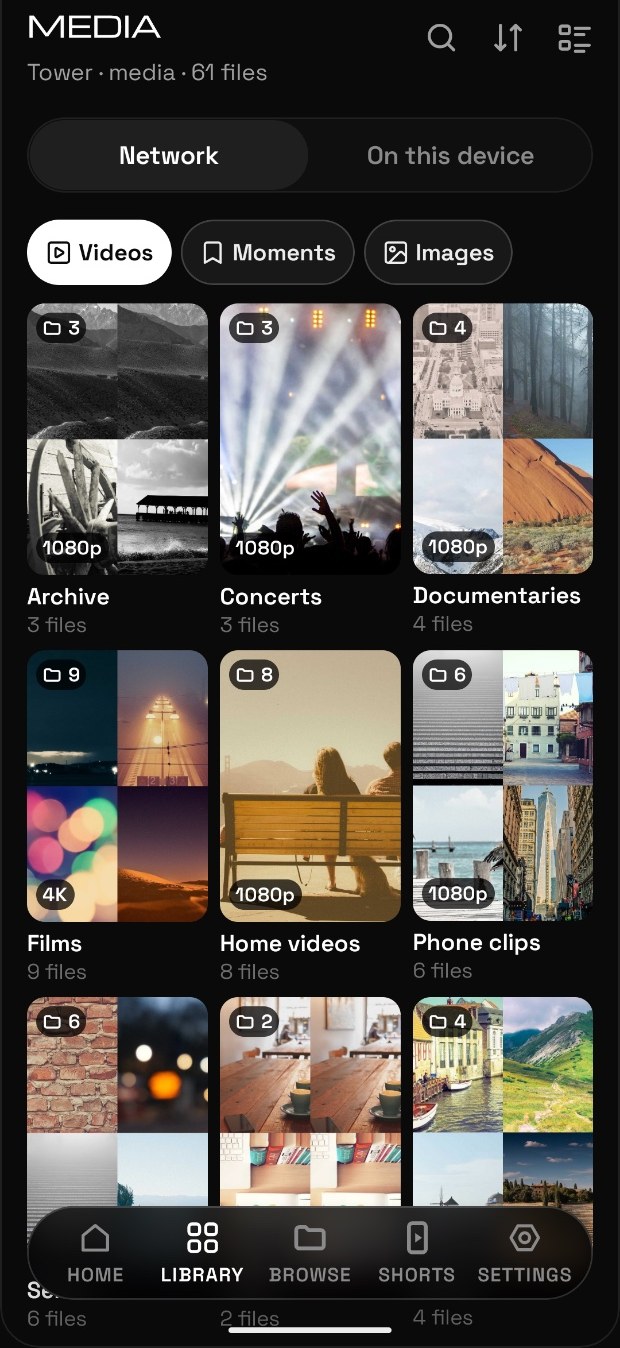 MEDIA
Tower · media · 61 files
Network
On this device
Videos
Moments
Images
3
3
4
1080p
1080p
1080p
Archive
Concerts
Documentaries
3 files
3 files
4 files
9
8
6
4K
1080p
1080p
Films
Home videos
Phone clips
9 files
8 files
6 files
6
2
4
HOME
LIBRARY
BROWSE
SHORTS
SETTINGS
6 files
2 files
4 files